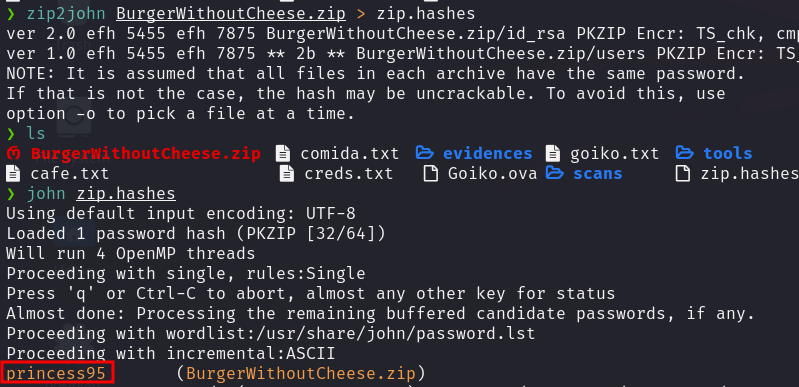 ❯ zip2john BurgerWithoutCheese.zip > zip.hashes
ver 2.0 efh 5455 efh 7875 BurgerWithoutCheese.zip/id_rsa PKZIP Encr: TS_chk, cmp
ver 1.0 efh 5455 efh 7875 ** 2b ** BurgerWithoutCheese.zip/users PKZIP Encr: TS_
NOTE: It is assumed that all files in each archive have the same password.
If that is not the case, the hash may be uncrackable. To avoid this, use
option -o to pick a file at a time.
❯ ls
BurgerWithoutCheese.zip comida.txt evidences goiko.txt tools
cafe.txt creds.txt Goiko.ova scans zip.hashes
❯ john zip.hashes
Using default input encoding: UTF-8
Loaded 1 password hash (PKZIP [32/64])
Will run 4 OpenMP threads
Proceeding with single, rules:Single
Press 'q' or Ctrl-C to abort, almost any other key for status
Almost done: Processing the remaining buffered candidate passwords, if any.
Proceeding with wordlist:/usr/share/john/password.lst
Proceeding with incremental:ASCII
princess95 (BurgerWithoutCheese.zip)